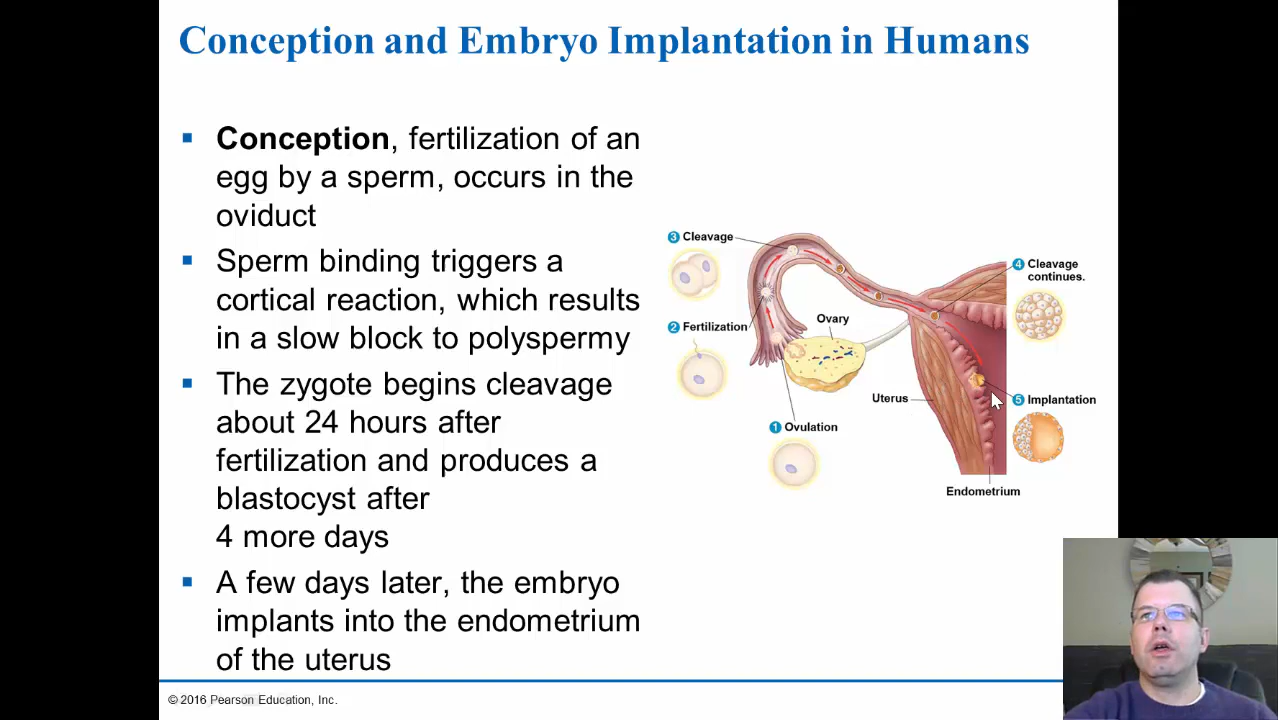 Conception and Embryo Implantation in Humans
Conception, fertilization of an
egg by a sperm, occurs in the
oviduct
Sperm binding triggers a
cortical reaction, which results
in a slow block to polyspermy
The zygote begins cleavage
about 24 hours after
fertilization and produces a
blastocyst after
4 more days
A few days later, the embryo
implants into the endometrium
of the uterus
3 Cleavage
4 Cleavage
continues.
Ovary
2 Fertilization
Uterus
5 Implantation
1 Ovulation
Endometrium
© 2016 Pearson Education, Inc.